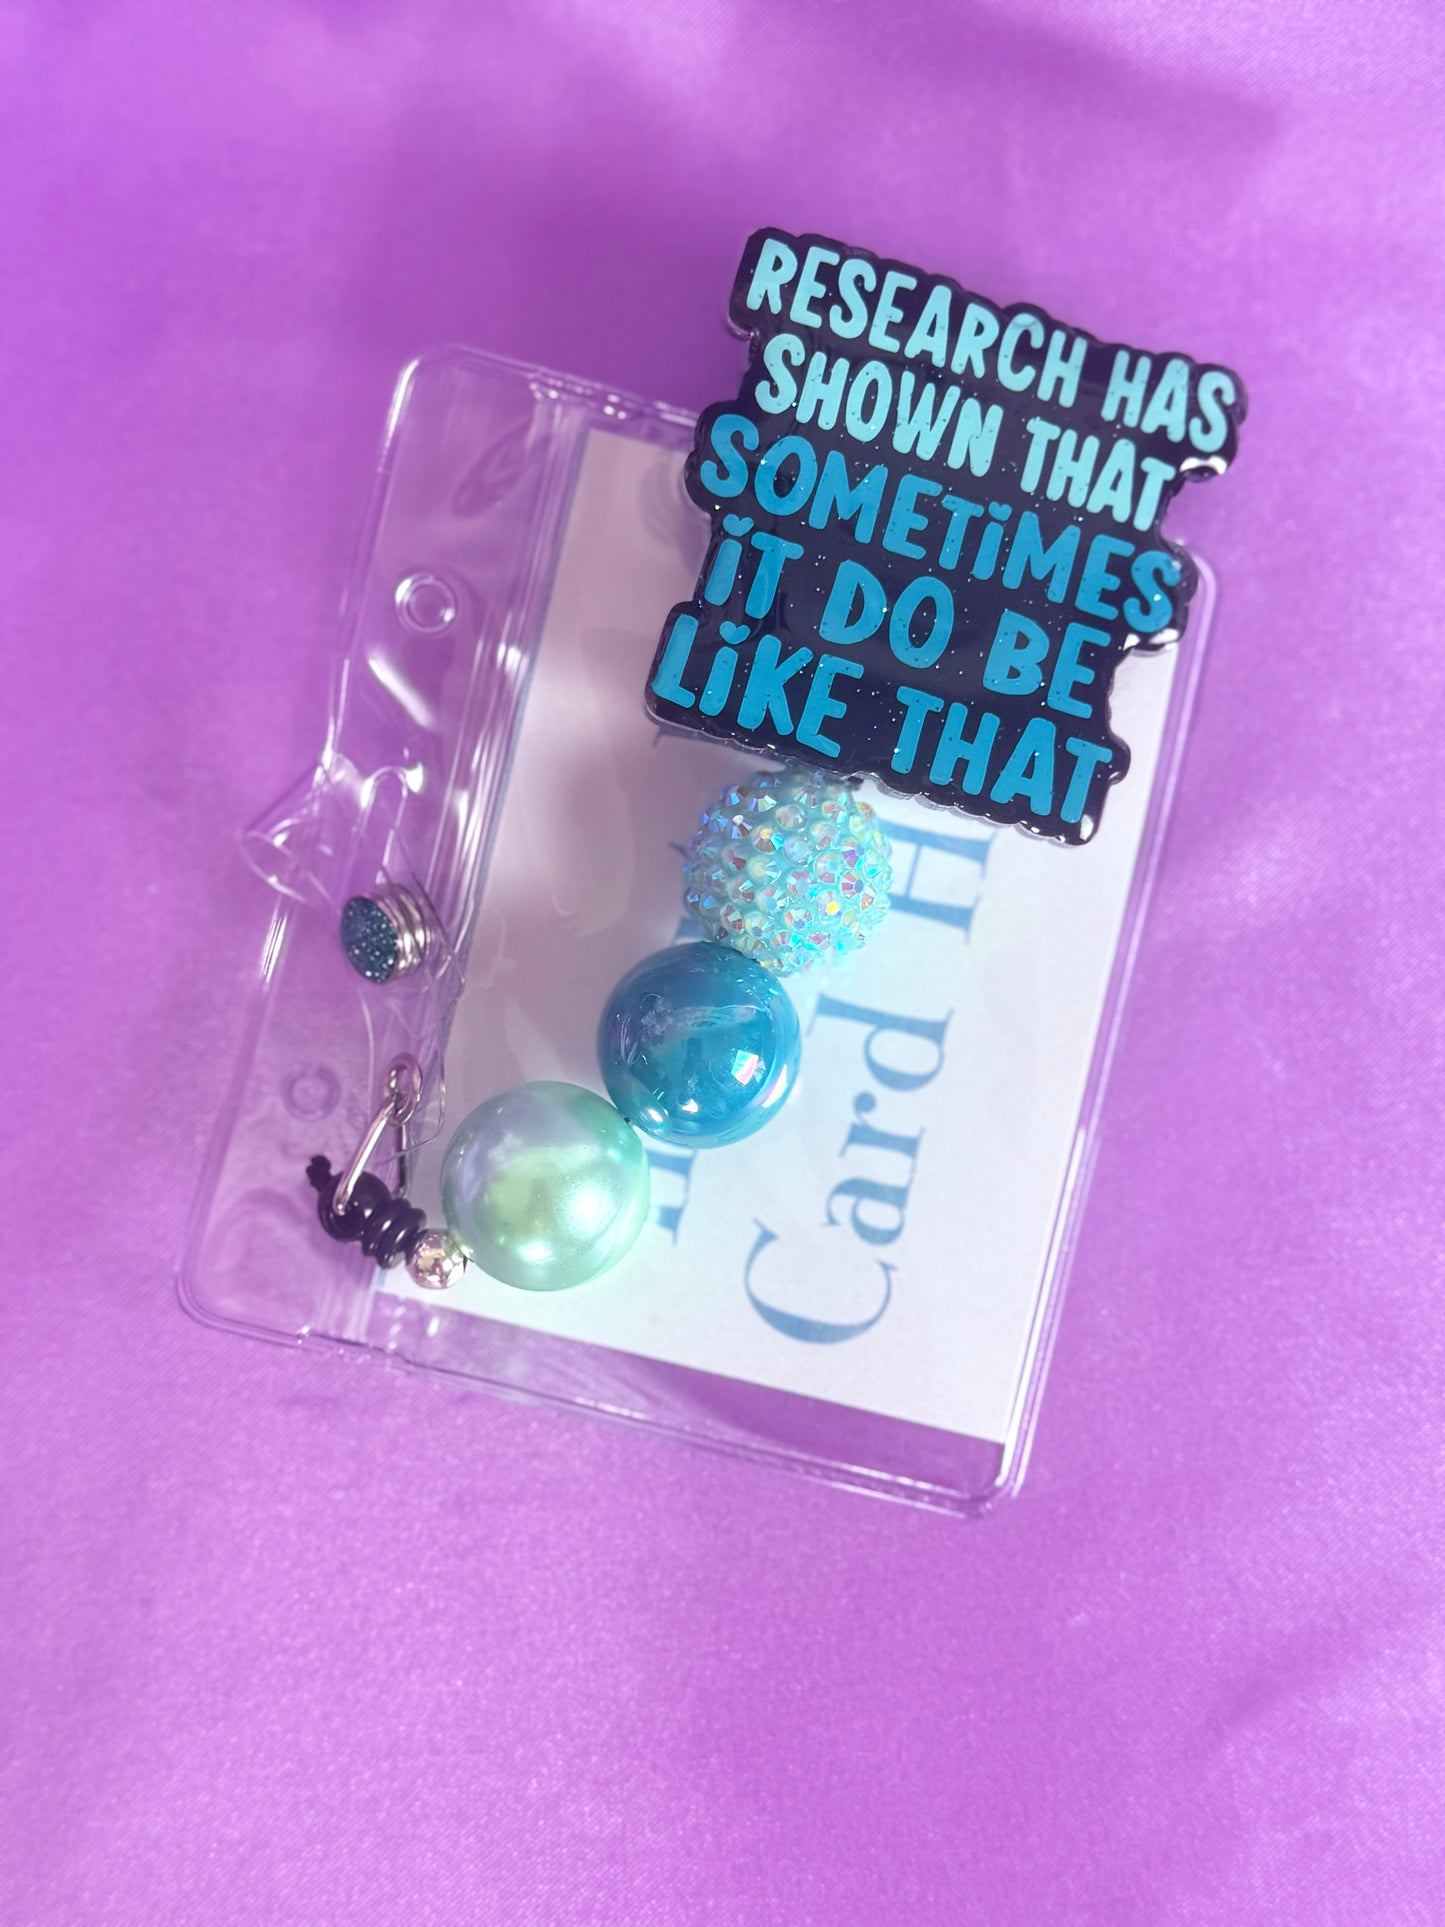 RESEARCH HAS
SHOWN THAT
SOMETiMES
iT DO BE
LiKE THAT
Card H